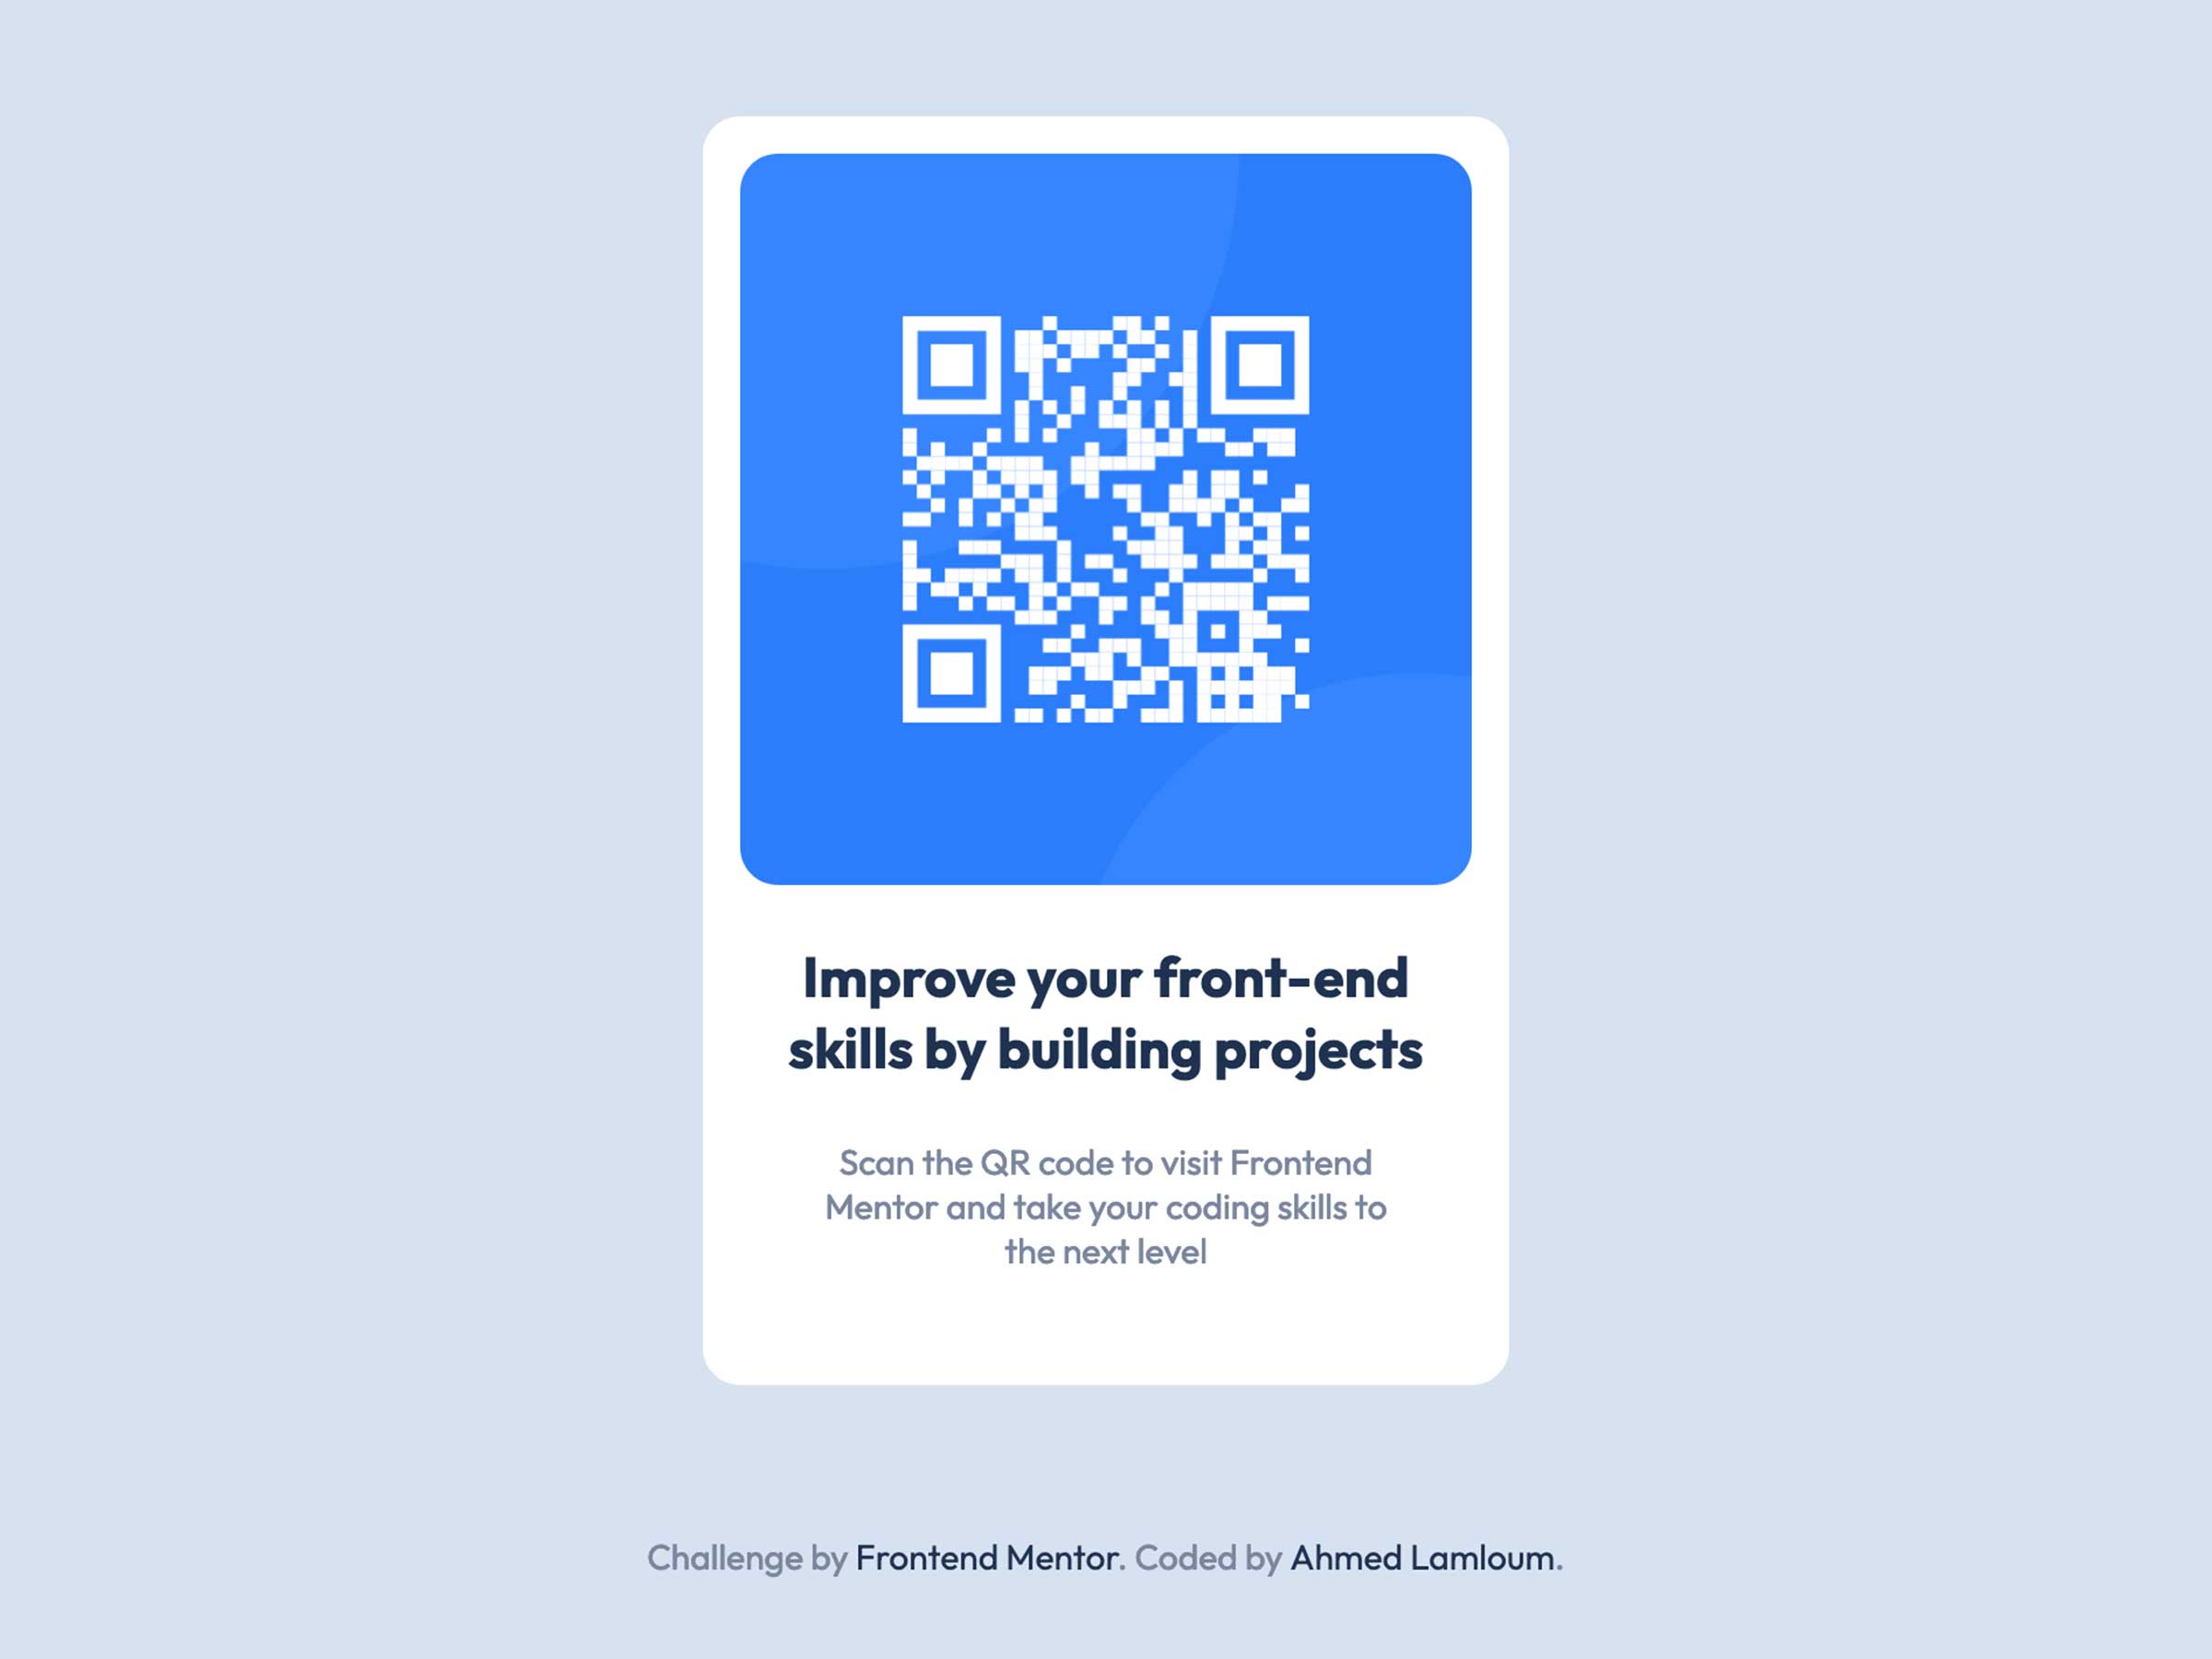 Improve your front-end
skills by building projects
Scan the QR code to visit Frontend
Mentor and take your coding skills to
the next level
Challenge by Frontend Mentor. Coded by Ahmed Lamloum.